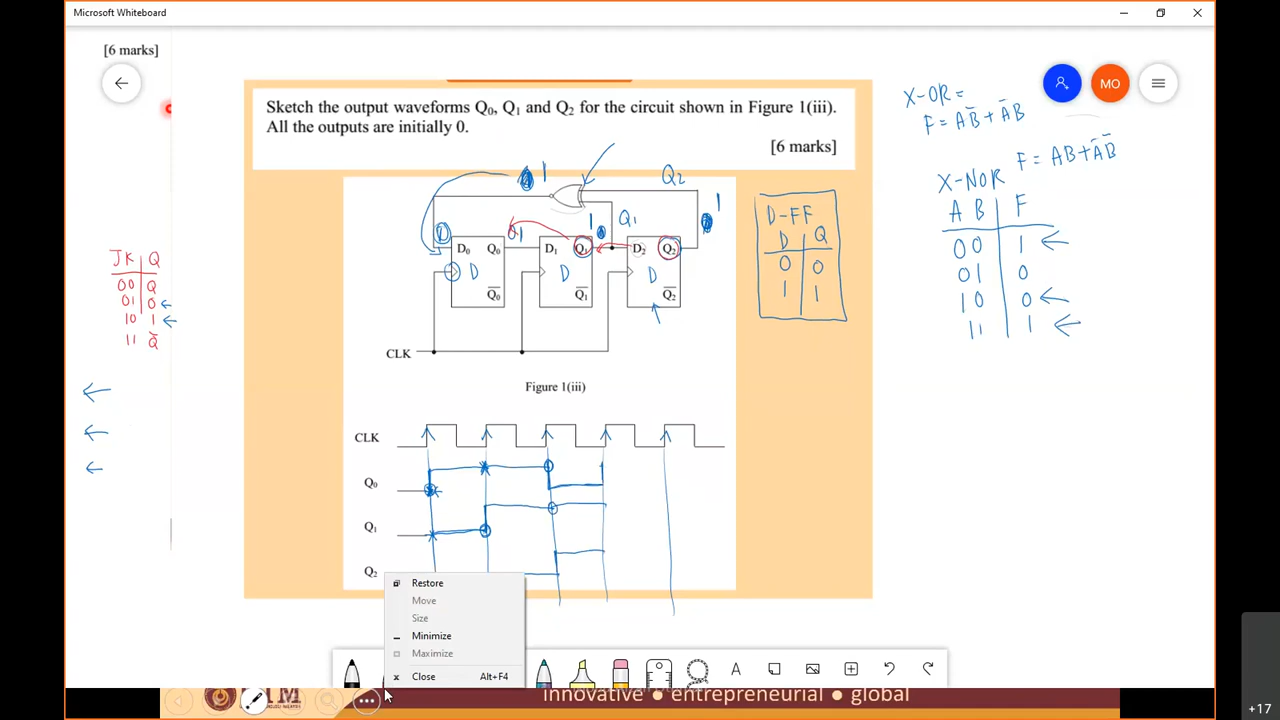 Microsoft Whiteboard
[6 marks]
MO
Sketch the output waveforms Q₀, Q₁ and Q₂ for the circuit shown in Figure 1(iii).
All the outputs are initially 0.
[6 marks]
X-OR =
F = AB̄ + ĀB
F = AB + ĀB̄
X-NOR
A B F
0 0 1
0 1 0
1 0 0
1 1 1
1
Q2
1
Q1
1
Q1
D₀ Q₀ D₁ Q₁ D₂ Q₂
D D D
Q̄₀ Q̄₁ Q̄₂
CLK
Figure 1(iii)
D-FF
D Q
0 0
1 1
JK Q
00 Q
01 0
10 1
11 Q̄
CLK
Q₀
Q₁
Q₂
Restore
Move
Size
Minimize
Maximize
Close Alt+F4
A
innovative ● entrepreneurial ● global
+17